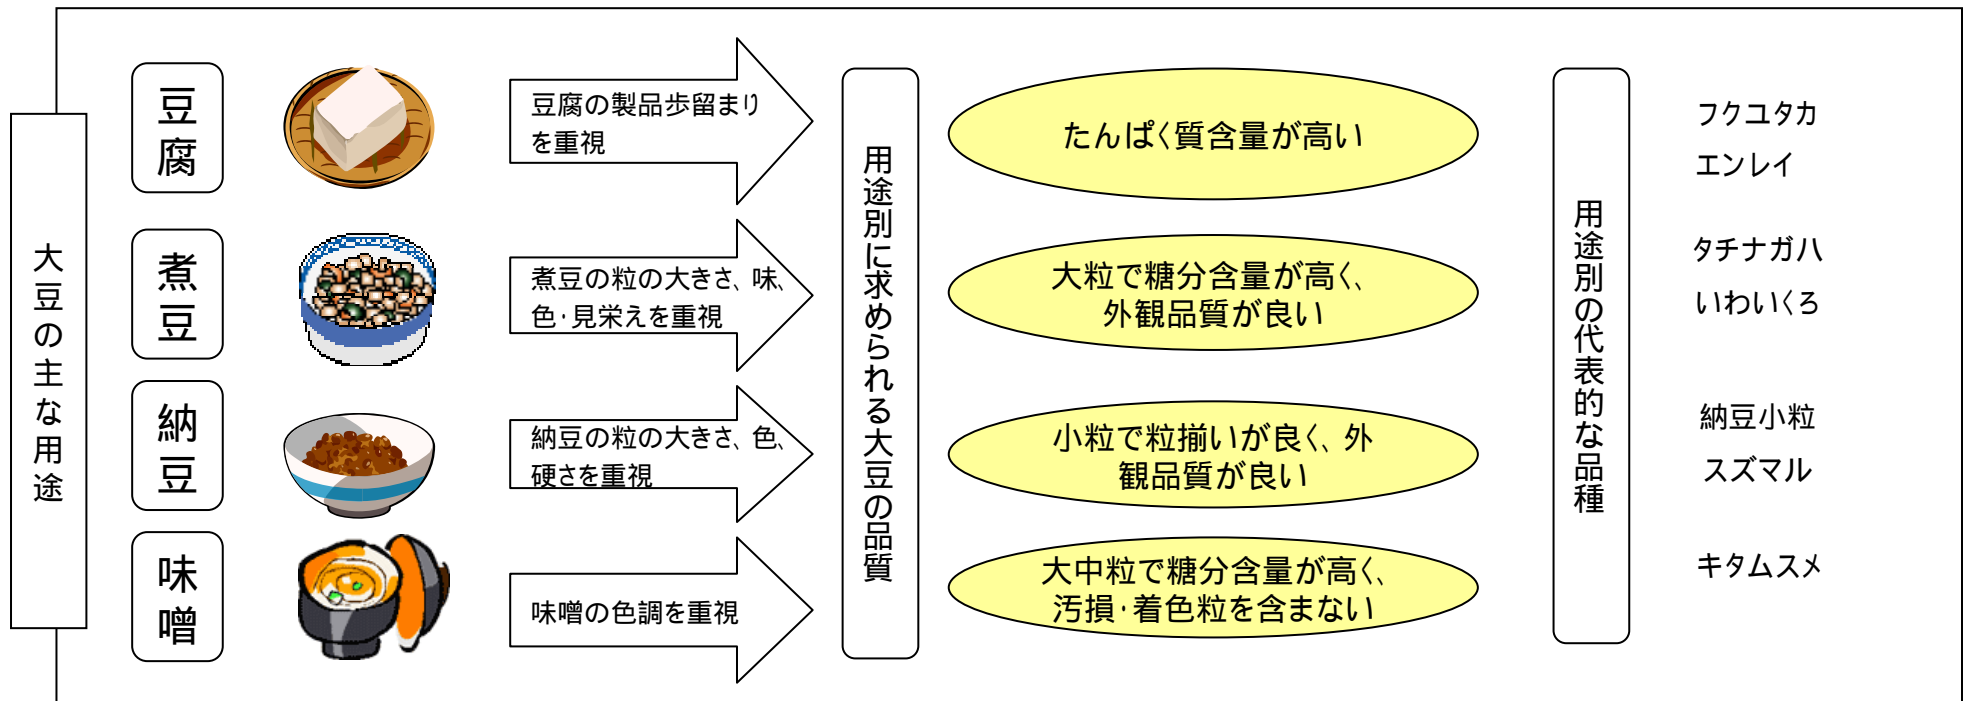 大豆の主な用途
豆腐
豆腐の製品歩留まり
を重視
煮豆
煮豆の粒の大きさ、味、
色・見栄えを重視
納豆
納豆の粒の大きさ、色、
硬さを重視
味噌
味噌の色調を重視
用途別に求められる大豆の品質
たんぱく質含量が高い
大粒で糖分含量が高く、
外観品質が良い
小粒で粒揃いが良く、外
観品質が良い
大中粒で糖分含量が高く、
汚損・着色粒を含まない
用途別の代表的な品種
フクユタカ
エンレイ
タチナガハ
いわいくろ
納豆小粒
スズマル
キタムスメ